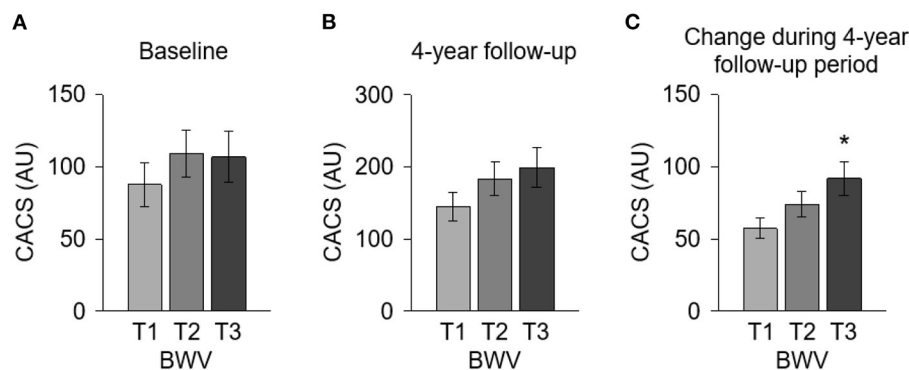 A
Baseline
CACS (AU)
150
100
50
0
T1 T2 T3
BWV
B
4-year follow-up
CACS (AU)
300
200
100
0
T1 T2 T3
BWV
C
Change during 4-year
follow-up period
CACS (AU)
150
100
50
0
*
T1 T2 T3
BWV